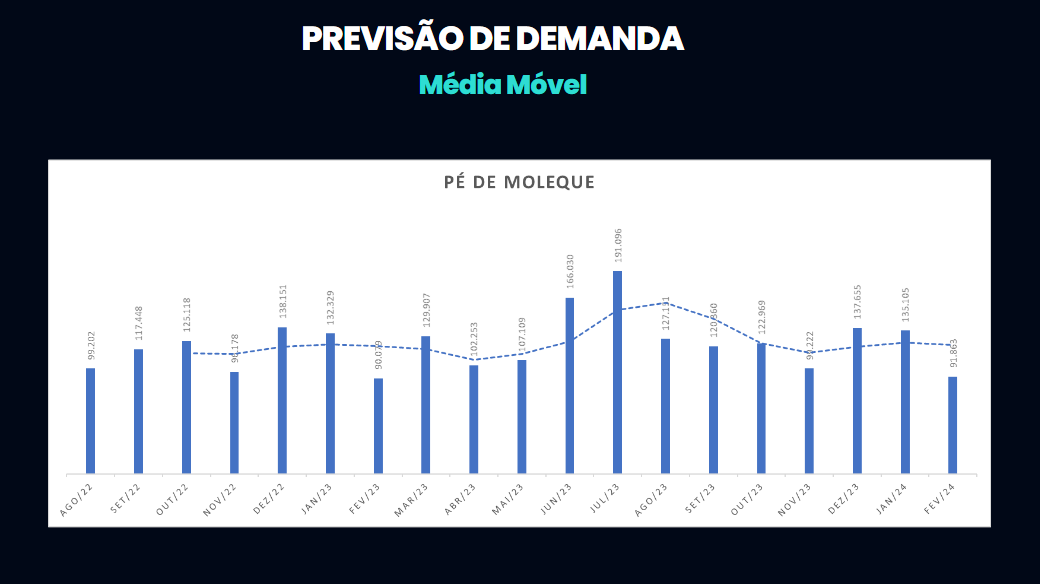 PREVISÃO DE DEMANDA
Média Móvel
PÉ DE MOLEQUE
99.202
117.448
125.118
138.151
132.329
129.907
102.253
107.109
166.030
191.096
122.969
137.655
135.105
91.863
AGO/22
SET/22
OUT/22
NOV/22
DEZ/22
JAN/23
FEV/23
MAR/23
ABR/23
MAI/23
JUN/23
JUL/23
AGO/23
SET/23
OUT/23
NOV/23
DEZ/23
JAN/24
FEV/24